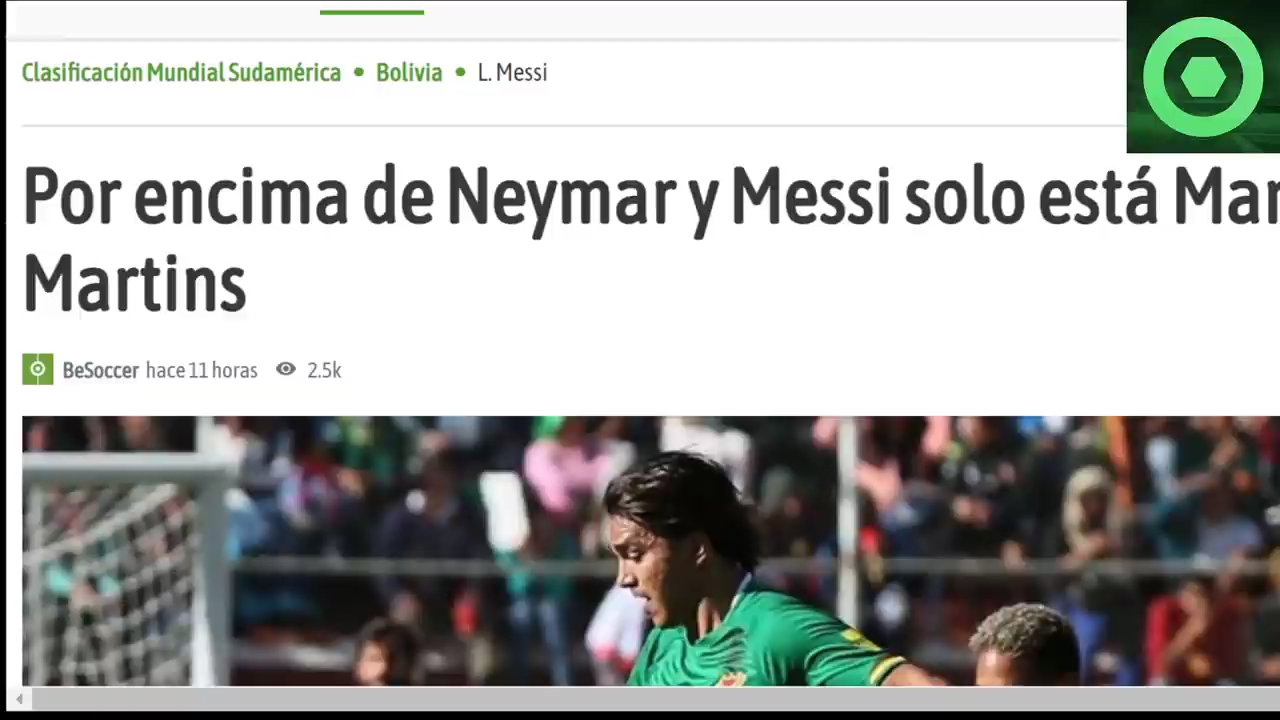 Clasificación Mundial Sudamérica • Bolivia • L. Messi
Por encima de Neymar y Messi solo está Mar
Martins
BeSoccer hace 11 horas 2.5k